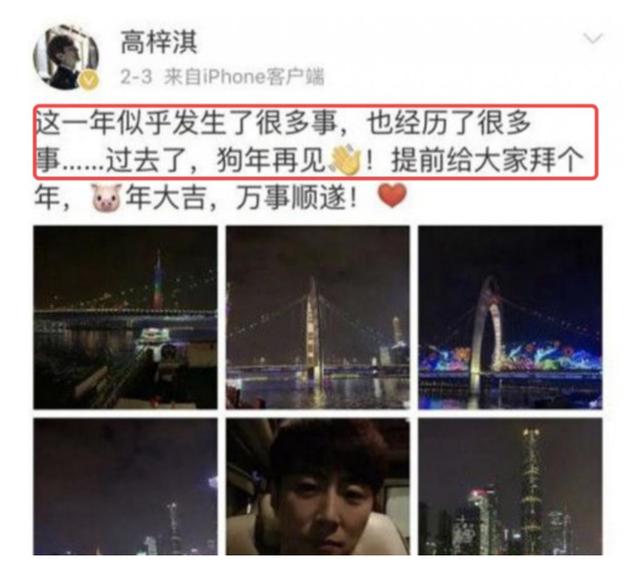 高梓淇
2-3 来自iPhone客户端
这一年似乎发生了很多事，也经历了很多
事……过去了，狗年再见👋！提前给大家拜个
年，🐷年大吉，万事顺遂！❤️